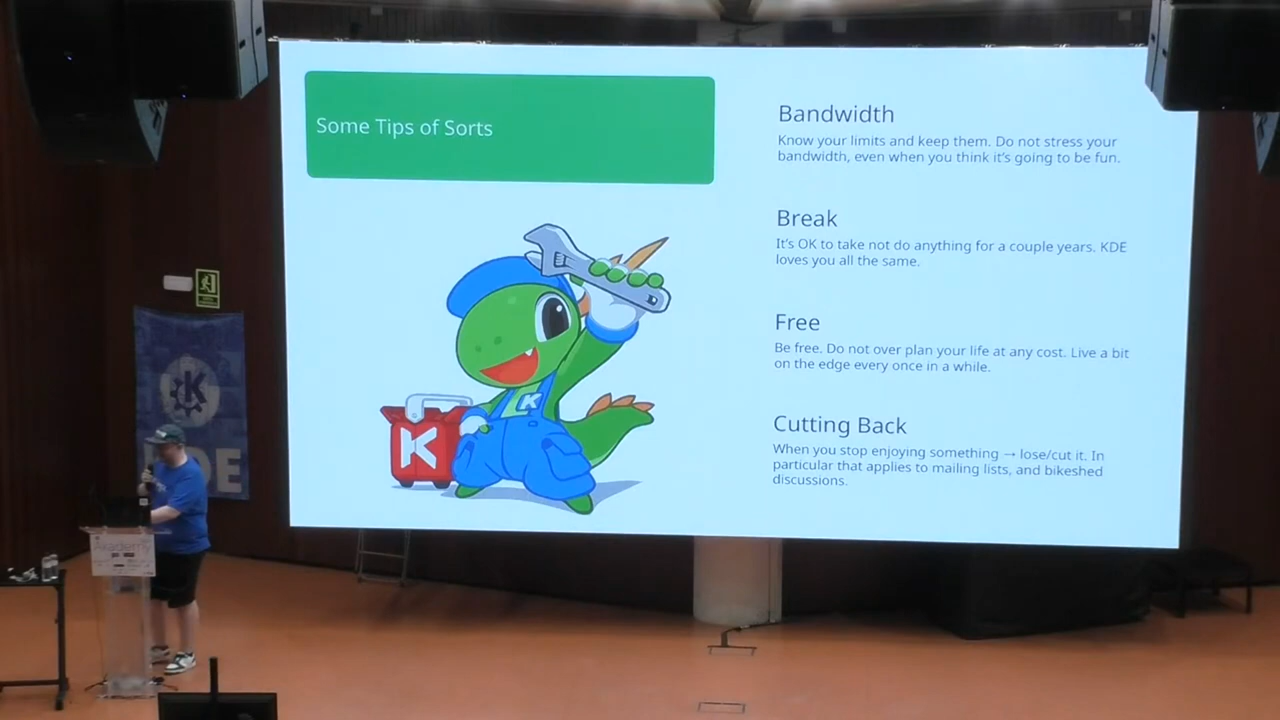 Some Tips of Sorts
Bandwidth
Know your limits and keep them. Do not stress your
bandwidth, even when you think it's going to be fun.
Break
It's OK to take not do anything for a couple years. KDE
loves you all the same.
Free
Be free. Do not over plan your life at any cost. Live a bit
on the edge every once in a while.
Cutting Back
When you stop enjoying something → lose/cut it. In
particular that applies to mailing lists, and bikeshed
discussions.
K
K
K
KDE
Akademy